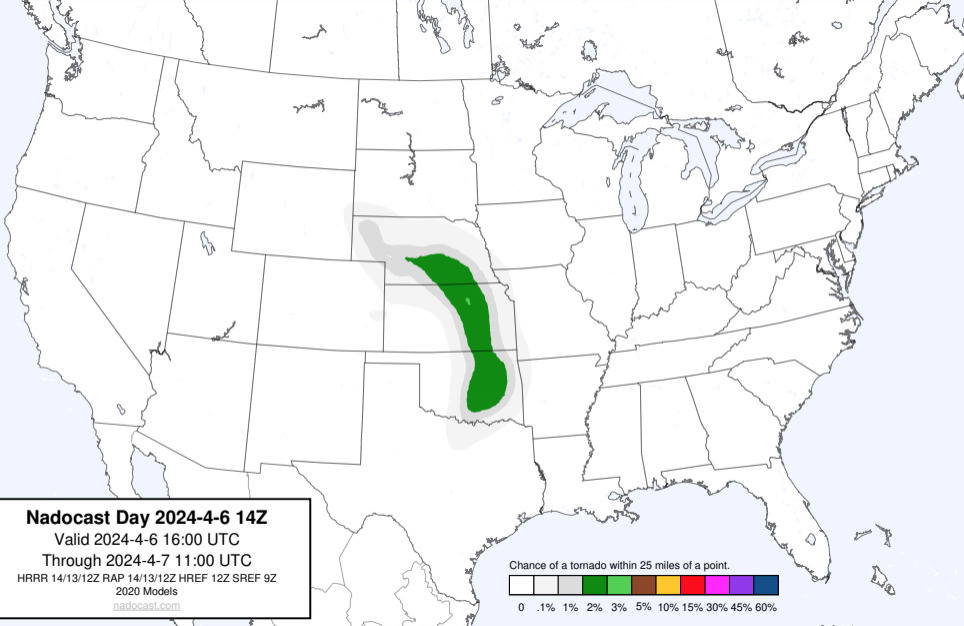 Nadocast Day 2024-4-6 14Z
Valid 2024-4-6 16:00 UTC
Through 2024-4-7 11:00 UTC
HRRR 14/13/12Z RAP 14/13/12Z HREF 12Z SREF 9Z
2020 Models
nadocast.com
Chance of a tornado within 25 miles of a point.
0 .1% 1% 2% 3% 5% 10% 15% 30% 45% 60%